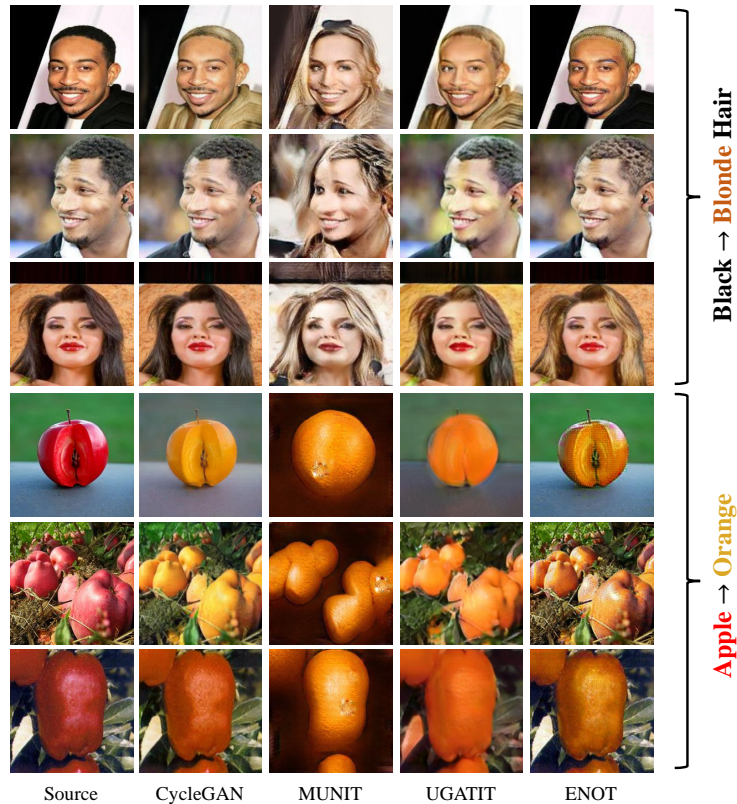 Black → Blonde Hair
Apple → Orange
Source CycleGAN MUNIT UGATIT ENOT